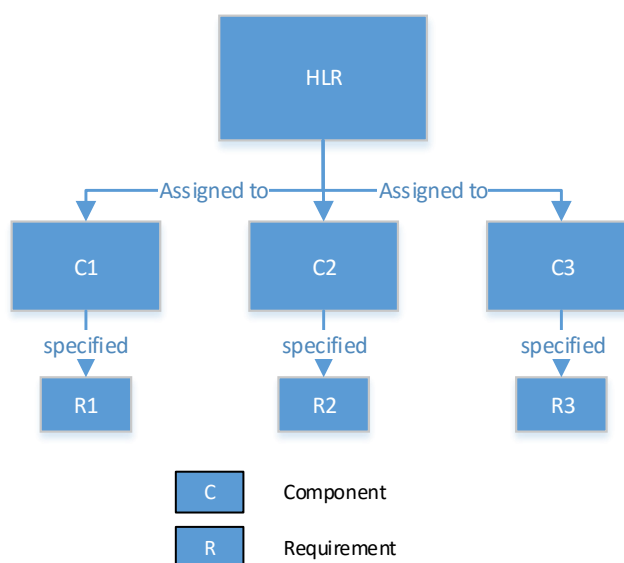 HLR
Assigned to
Assigned to
C1
C2
C3
specified
specified
specified
R1
R2
R3
C
Component
R
Requirement